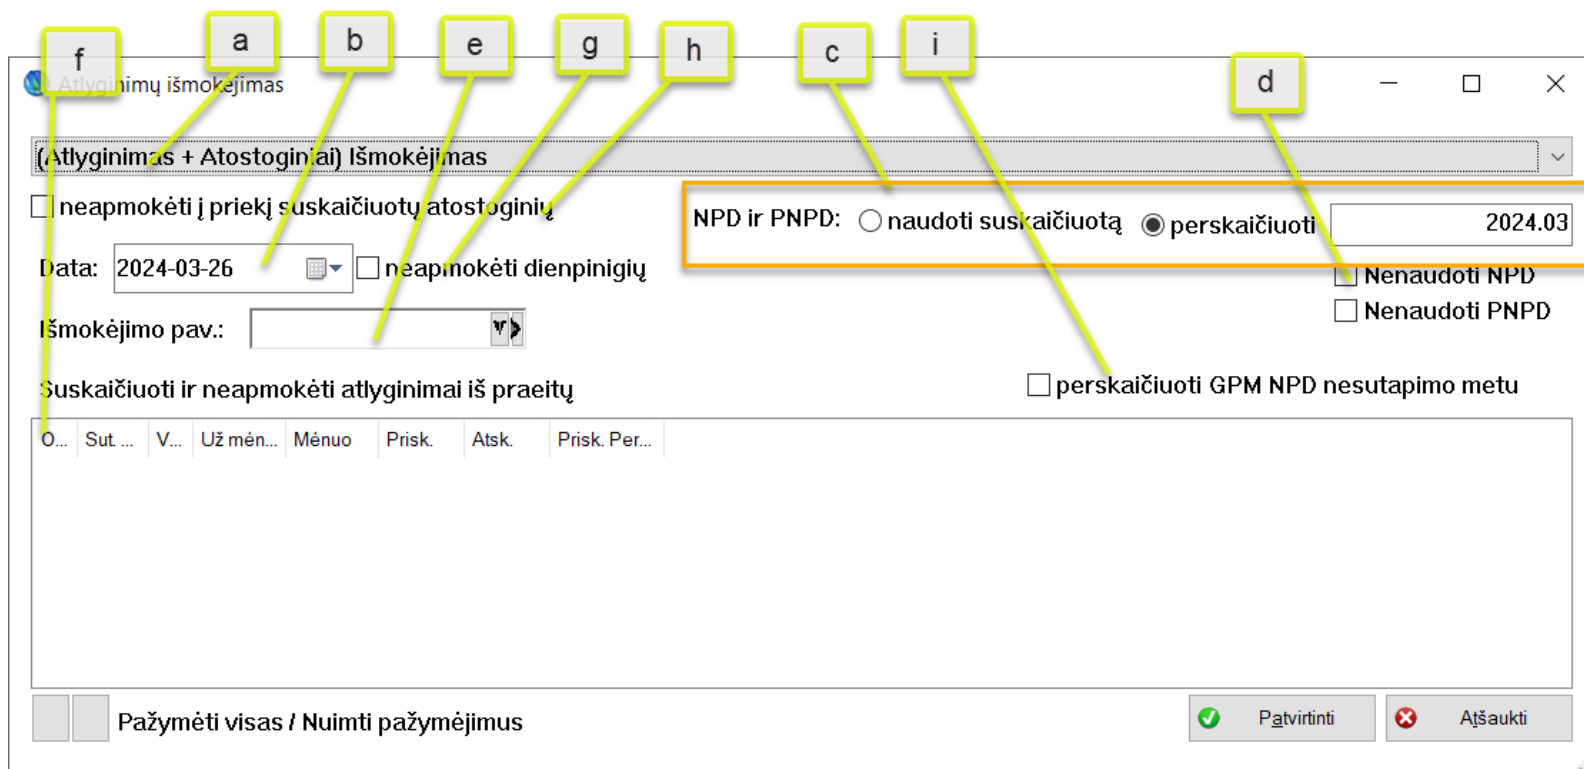 f a b e g h c i d
Atlyginimų išmokėjimas
(Atlyginimas + Atostoginiai) Išmokėjimas
neapmokėti į priekį suskaičiuotų atostoginių
NPD ir PNPD: naudoti suskaičiuotą perskaičiuoti 2024.03
Data: 2024-03-26 neapmokėti dienpinigių
Nenaudoti NPD
Išmokėjimo pav.:
Nenaudoti PNPD
Suskaičiuoti ir neapmokėti atlyginimai iš praeitų
perskaičiuoti GPM NPD nesutapimo metu
O... Sut. ... V... Už mėn... Mėnuo Prisk. Atsk. Prisk. Per...
Pažymėti visas / Nuimti pažymėjimus
Patvirtinti Atšaukti